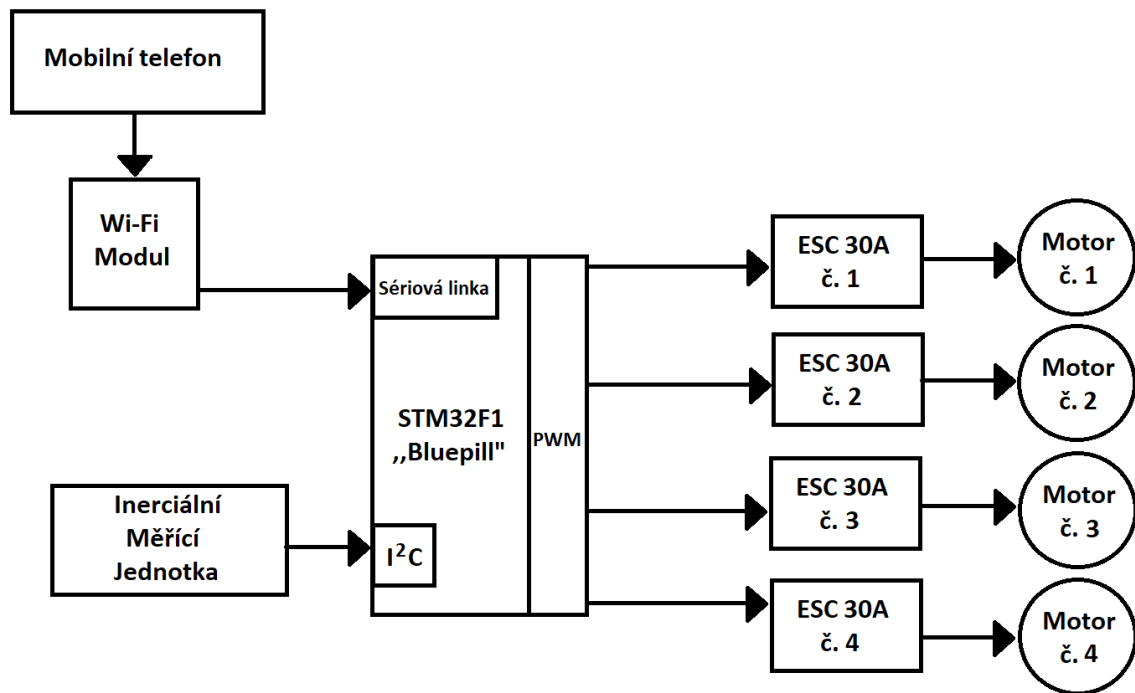 Mobilní telefon
Wi-Fi
Modul
Sériová linka
STM32F1
,,Bluepill"
I²C
PWM
Inerciální
Měřící
Jednotka
ESC 30A
č. 1
Motor
č. 1
ESC 30A
č. 2
Motor
č. 2
ESC 30A
č. 3
Motor
č. 3
ESC 30A
č. 4
Motor
č. 4